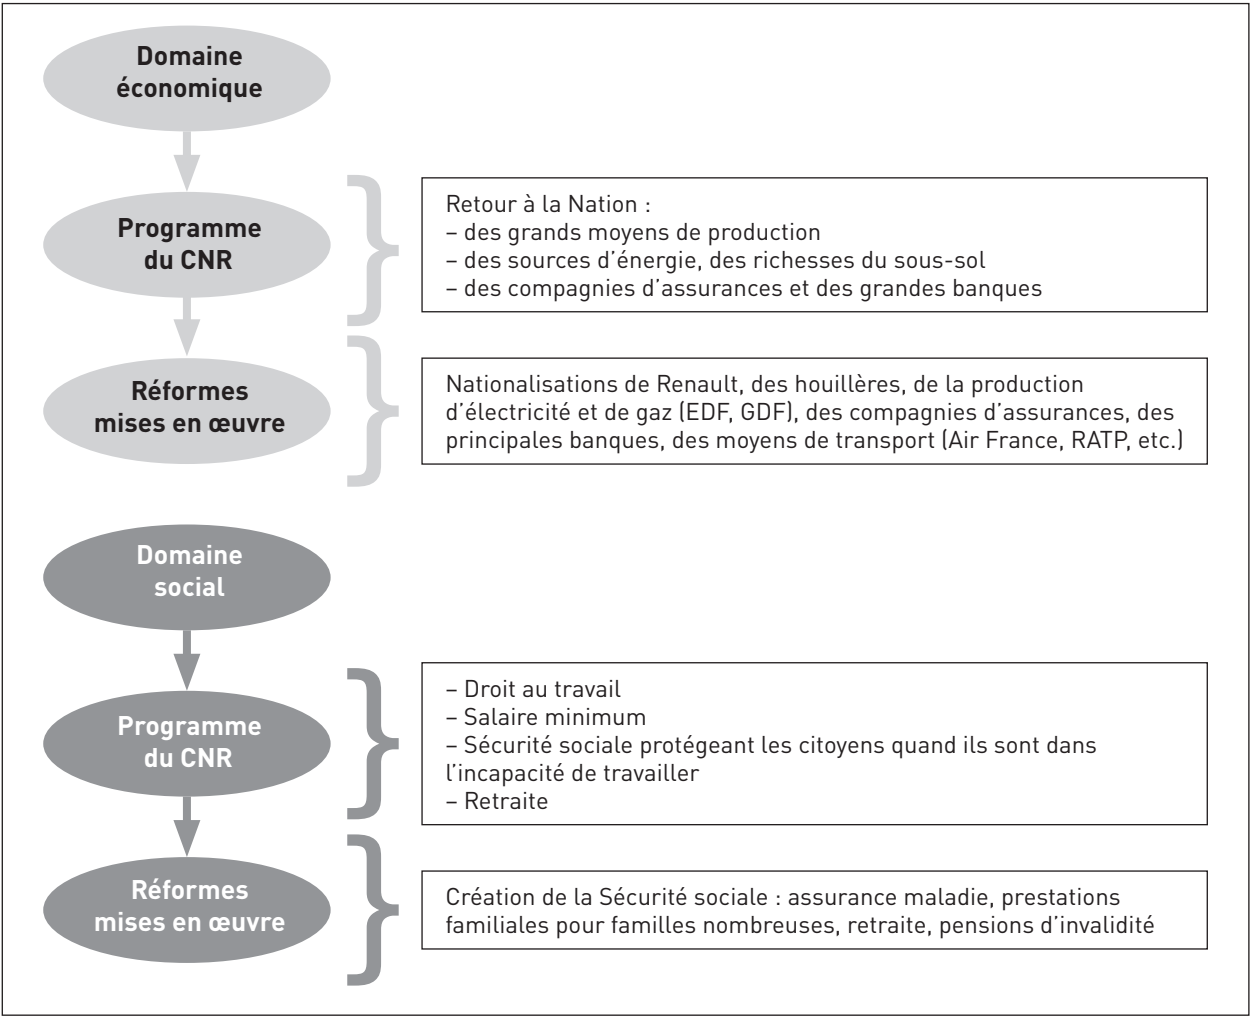 Domaine
économique
Programme
du CNR
Retour à la Nation :
– des grands moyens de production
– des sources d’énergie, des richesses du sous-sol
– des compagnies d’assurances et des grandes banques
Réformes
mises en œuvre
Nationalisations de Renault, des houillères, de la production
d’électricité et de gaz (EDF, GDF), des compagnies d’assurances, des
principales banques, des moyens de transport (Air France, RATP, etc.)
Domaine
social
Programme
du CNR
– Droit au travail
– Salaire minimum
– Sécurité sociale protégeant les citoyens quand ils sont dans
l’incapacité de travailler
– Retraite
Réformes
mises en œuvre
Création de la Sécurité sociale : assurance maladie, prestations
familiales pour familles nombreuses, retraite, pensions d’invalidité